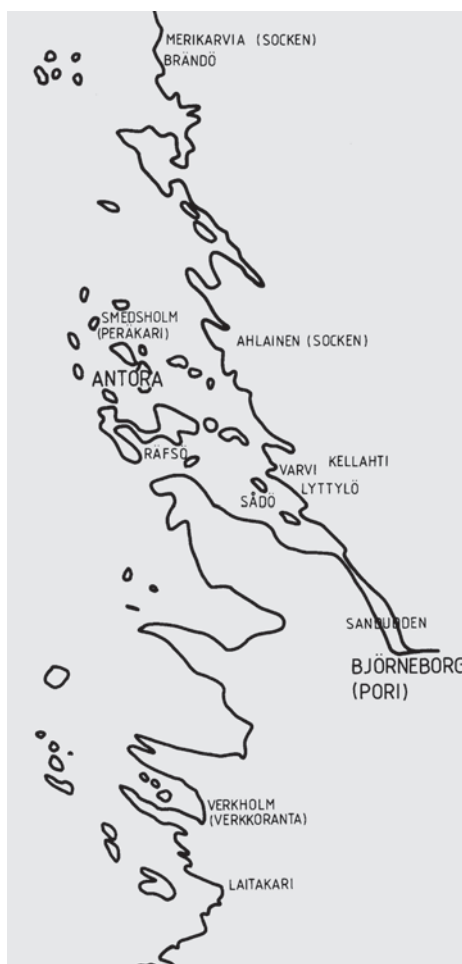 MERIKARVIA (SOCKEN)
BRÄNDÖ
SMEDSHOLM
(PERÄKARI)
AHLAINEN (SOCKEN)
ANTORA
RÄFSÖ
VARVI
KELLAHTI
LYTTYLÖ
SÅDÖ
SANDUDDEN
BJÖRNEBORG
(PORI)
VERKHOLM
(VERKKORANTA)
LAITAKARI